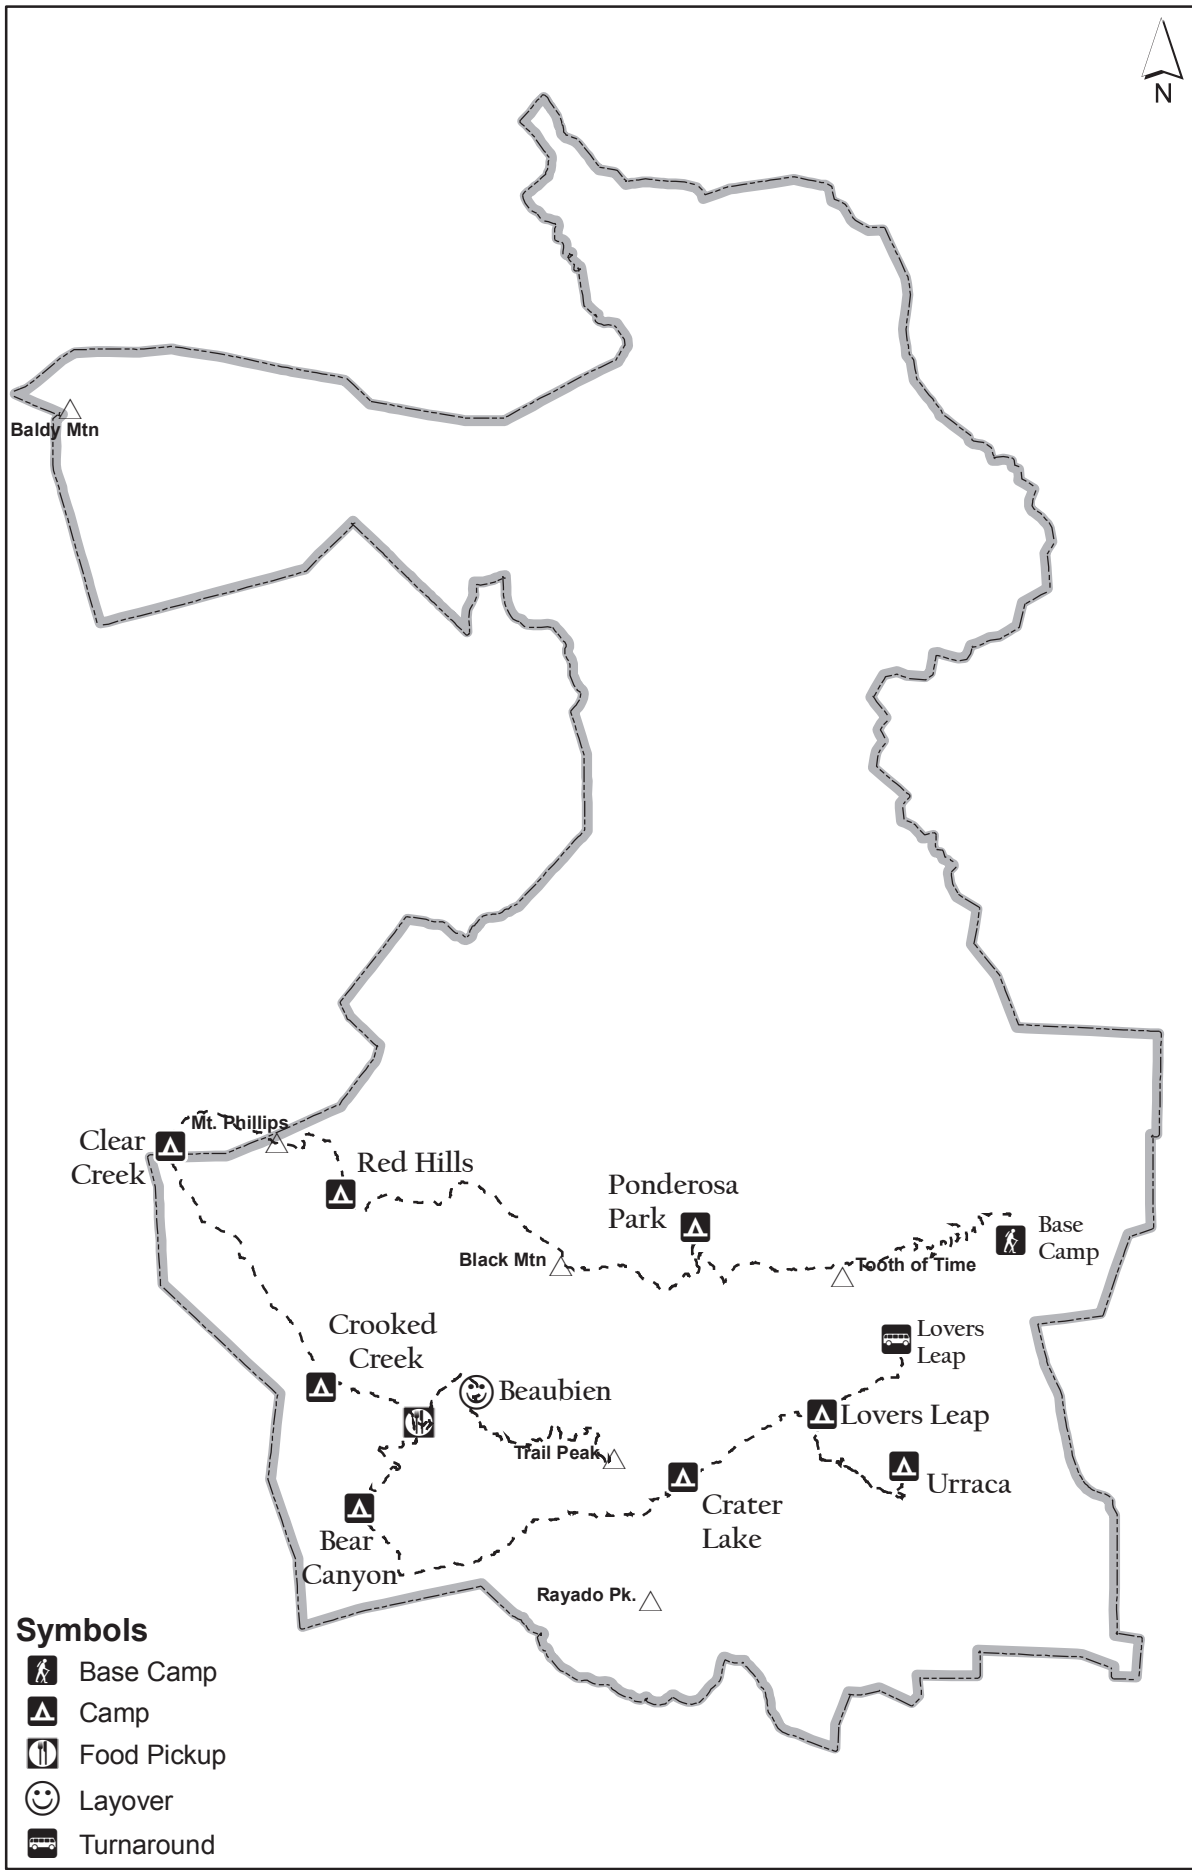 N
Baldy Mtn
Mt. Phillips
Clear
Creek
Red Hills
Ponderosa
Park
Base
Camp
Black Mtn
Tooth of Time
Crooked
Creek
Lovers
Leap
Beaubien
Lovers Leap
Trail Peak
Urraca
Crater
Lake
Bear
Canyon
Rayado Pk.
Symbols
Base Camp
Camp
Food Pickup
Layover
Turnaround